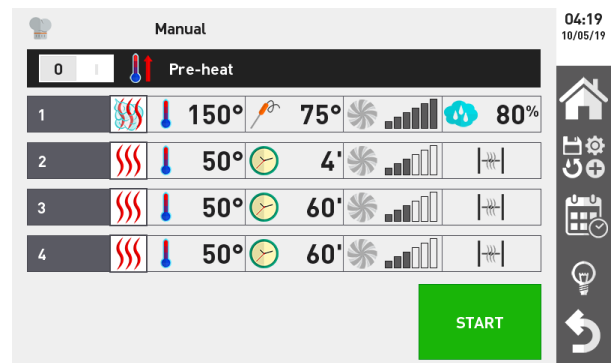 Manual
04:19
10/05/19
0 I Pre-heat
1 150° 75° 80%
2 50° 4'
3 50° 60'
4 50° 60'
START